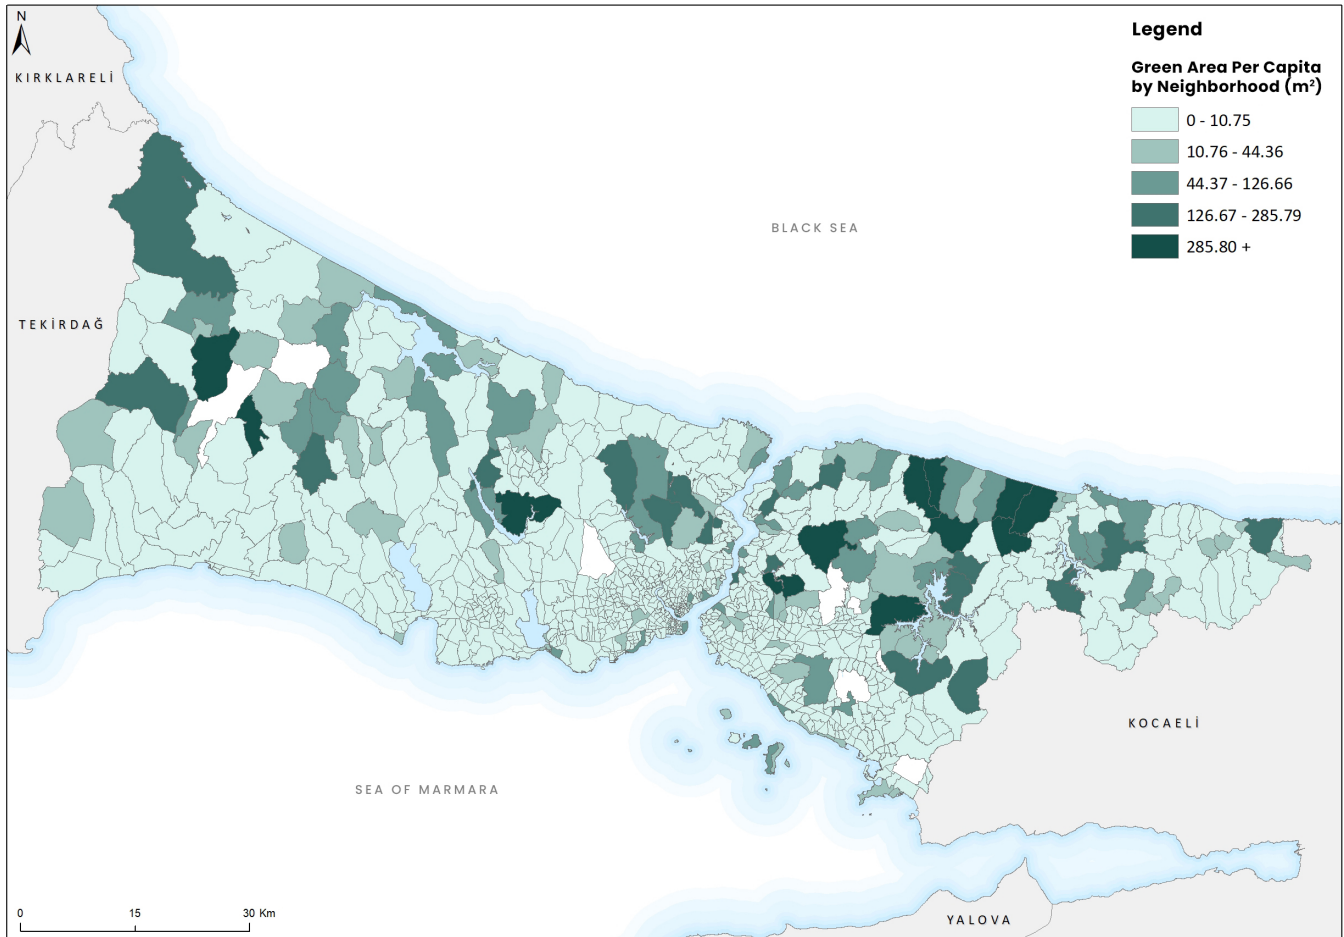 N
KIRKLARELİ
TEKİRDAĞ
BLACK SEA
Legend
Green Area Per Capita
by Neighborhood (m²)
0 - 10.75
10.76 - 44.36
44.37 - 126.66
126.67 - 285.79
285.80 +
KOCAELİ
SEA OF MARMARA
YALOVA
0 15 30 Km